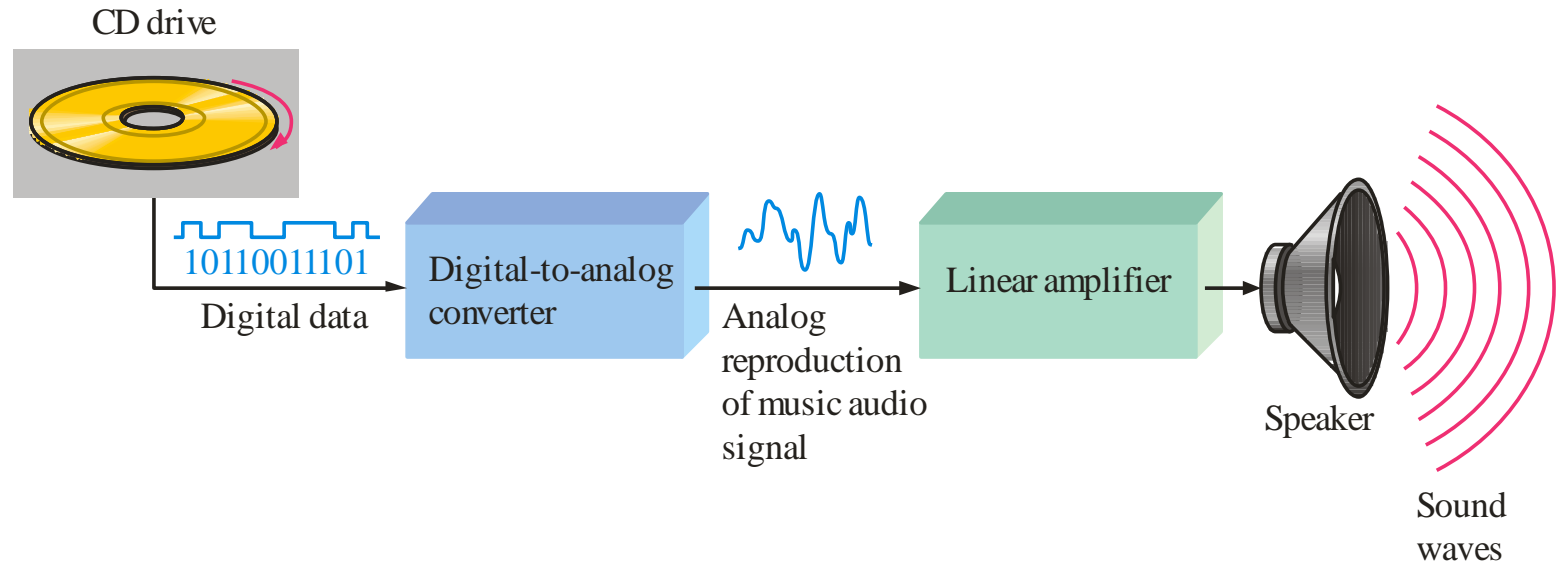 CD drive
10110011101
Digital data
Digital-to-analog
converter
Analog
reproduction
of music audio
signal
Linear amplifier
Speaker
Sound
waves